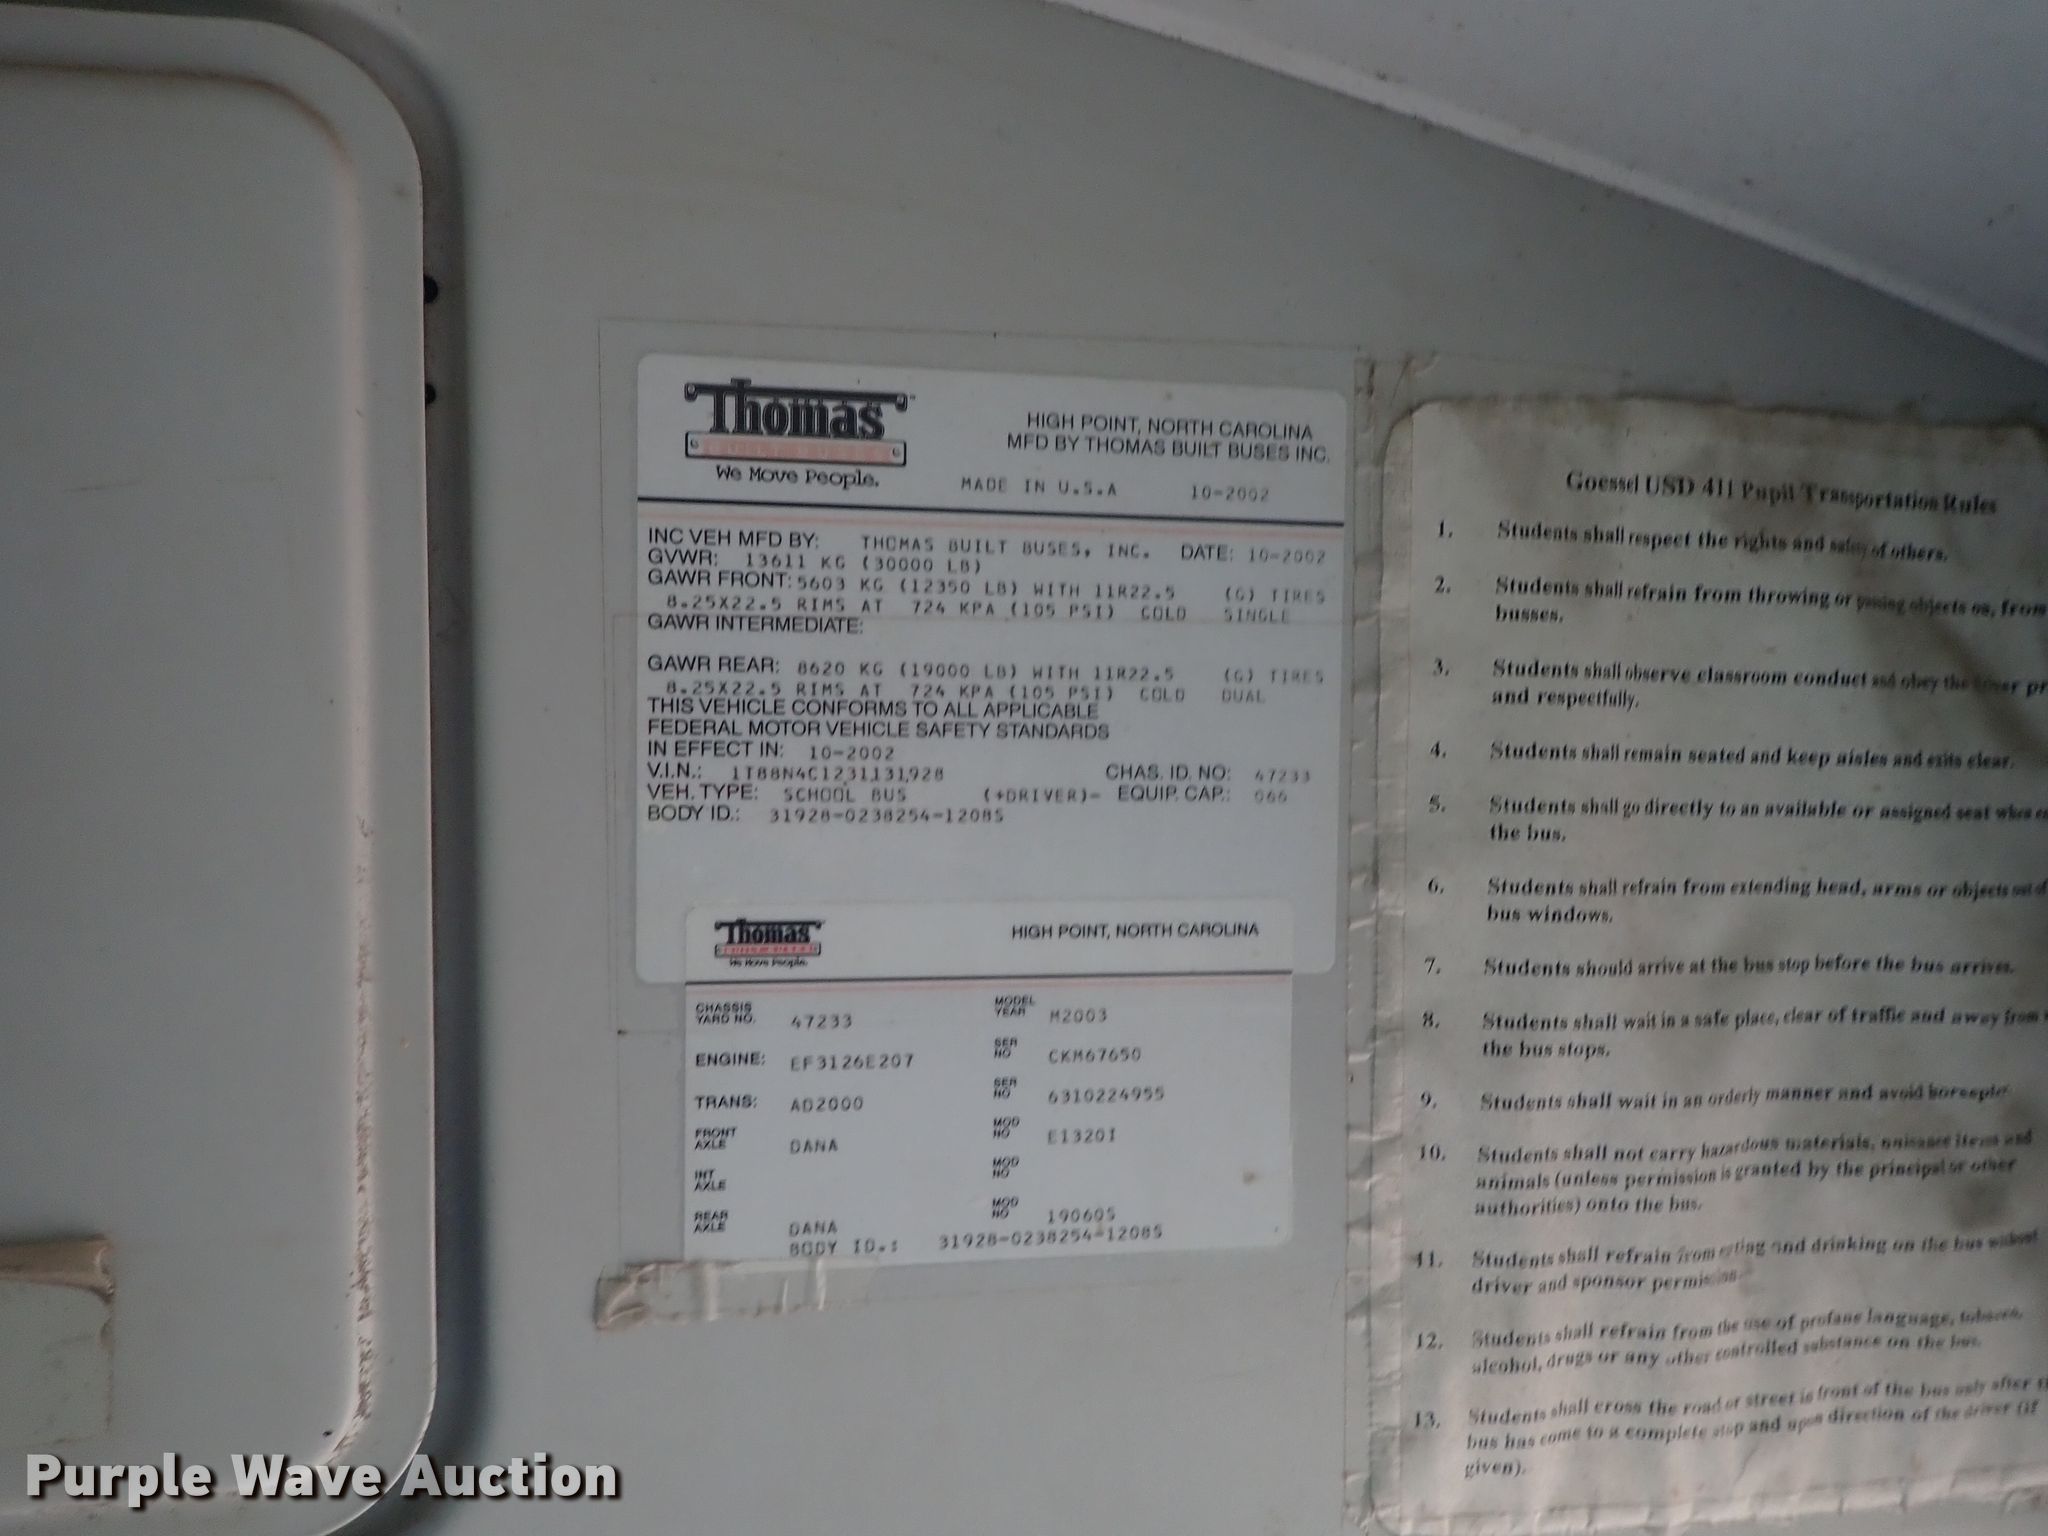 Thomas
BUILT BUSES
We Move People.
HIGH POINT, NORTH CAROLINA
MFD BY THOMAS BUILT BUSES INC.
MADE IN U.S.A 10-2002
INC VEH MFD BY: THOMAS BUILT BUSES, INC. DATE: 10-2002
GVWR: 13611 KG (30000 LB)
GAWR FRONT: 5603 KG (12350 LB) WITH 11R22.5 (G) TIRES
8.25X22.5 RIMS AT 724 KPA (105 PSI) COLD SINGLE
GAWR INTERMEDIATE:
GAWR REAR: 8620 KG (19000 LB) WITH 11R22.5 (G) TIRES
8.25X22.5 RIMS AT 724 KPA (105 PSI) COLD DUAL
THIS VEHICLE CONFORMS TO ALL APPLICABLE
FEDERAL MOTOR VEHICLE SAFETY STANDARDS
IN EFFECT IN: 10-2002
V.I.N.: 1T88N4C1231131928 CHAS. ID. NO: 47233
VEH. TYPE: SCHOOL BUS (+DRIVER)= EQUIP. CAP.: 066
BODY ID.: 31928-0238254-12085
Thomas
BUILT BUSES
We Move People.
HIGH POINT, NORTH CAROLINA
CHASSIS YARD NO. 47233 MODEL YEAR M2003
ENGINE: EF3126E207 SER NO CKM67650
TRANS: AD2000 SER NO 6310224955
FRONT AXLE DANA MOD NO E1320I
INT AXLE MOD NO
REAR AXLE DANA MOD NO 190605
BODY ID.: 31928-0238254-12085
Goessel USD 411 Pupil Transportation Rules
1. Students shall respect the rights and safety of others.
2. Students shall refrain from throwing or passing objects on, from
busses.
3. Students shall observe classroom conduct and obey the
and respectfully.
4. Students shall remain seated and keep aisles and exits clear.
5. Students shall go directly to an available or assigned seat when
the bus.
6. Students shall refrain from extending head, arms or objects out of
bus windows.
7. Students should arrive at the bus stop before the bus arrives.
8. Students shall wait in a safe place, clear of traffic and away from
the bus stops.
9. Students shall wait in an orderly manner and avoid
10. Students shall not carry hazardous materials, nuisance items and
animals (unless permission is granted by the principal or other
authorities) onto the bus.
11. Students shall refrain from eating and drinking on the bus without
driver and sponsor permission.
12. Students shall refrain from the use of profane language, tobacco,
alcohol, drugs or any other controlled substance on the bus.
13. Students shall cross the road or street in front of the bus only after
bus has come to a complete stop and upon direction of the driver (if
given).
Purple Wave Auction